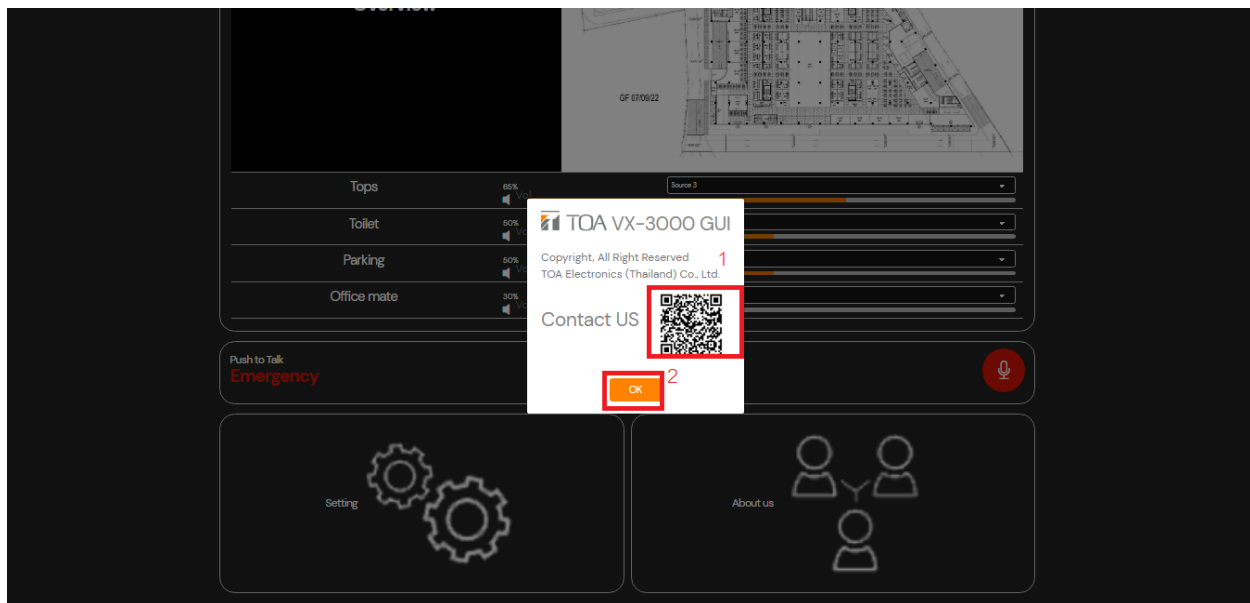 Overview
GF 07/09/22
Tops
65%
Vol
Source 3
Toilet
50%
Parking
50%
Office mate
30%
TOA VX-3000 GUI
Copyright, All Right Reserved
1
TOA Electronics (Thailand) Co., Ltd.
Contact US
OK
2
Push to Talk
Emergency
Setting
About us